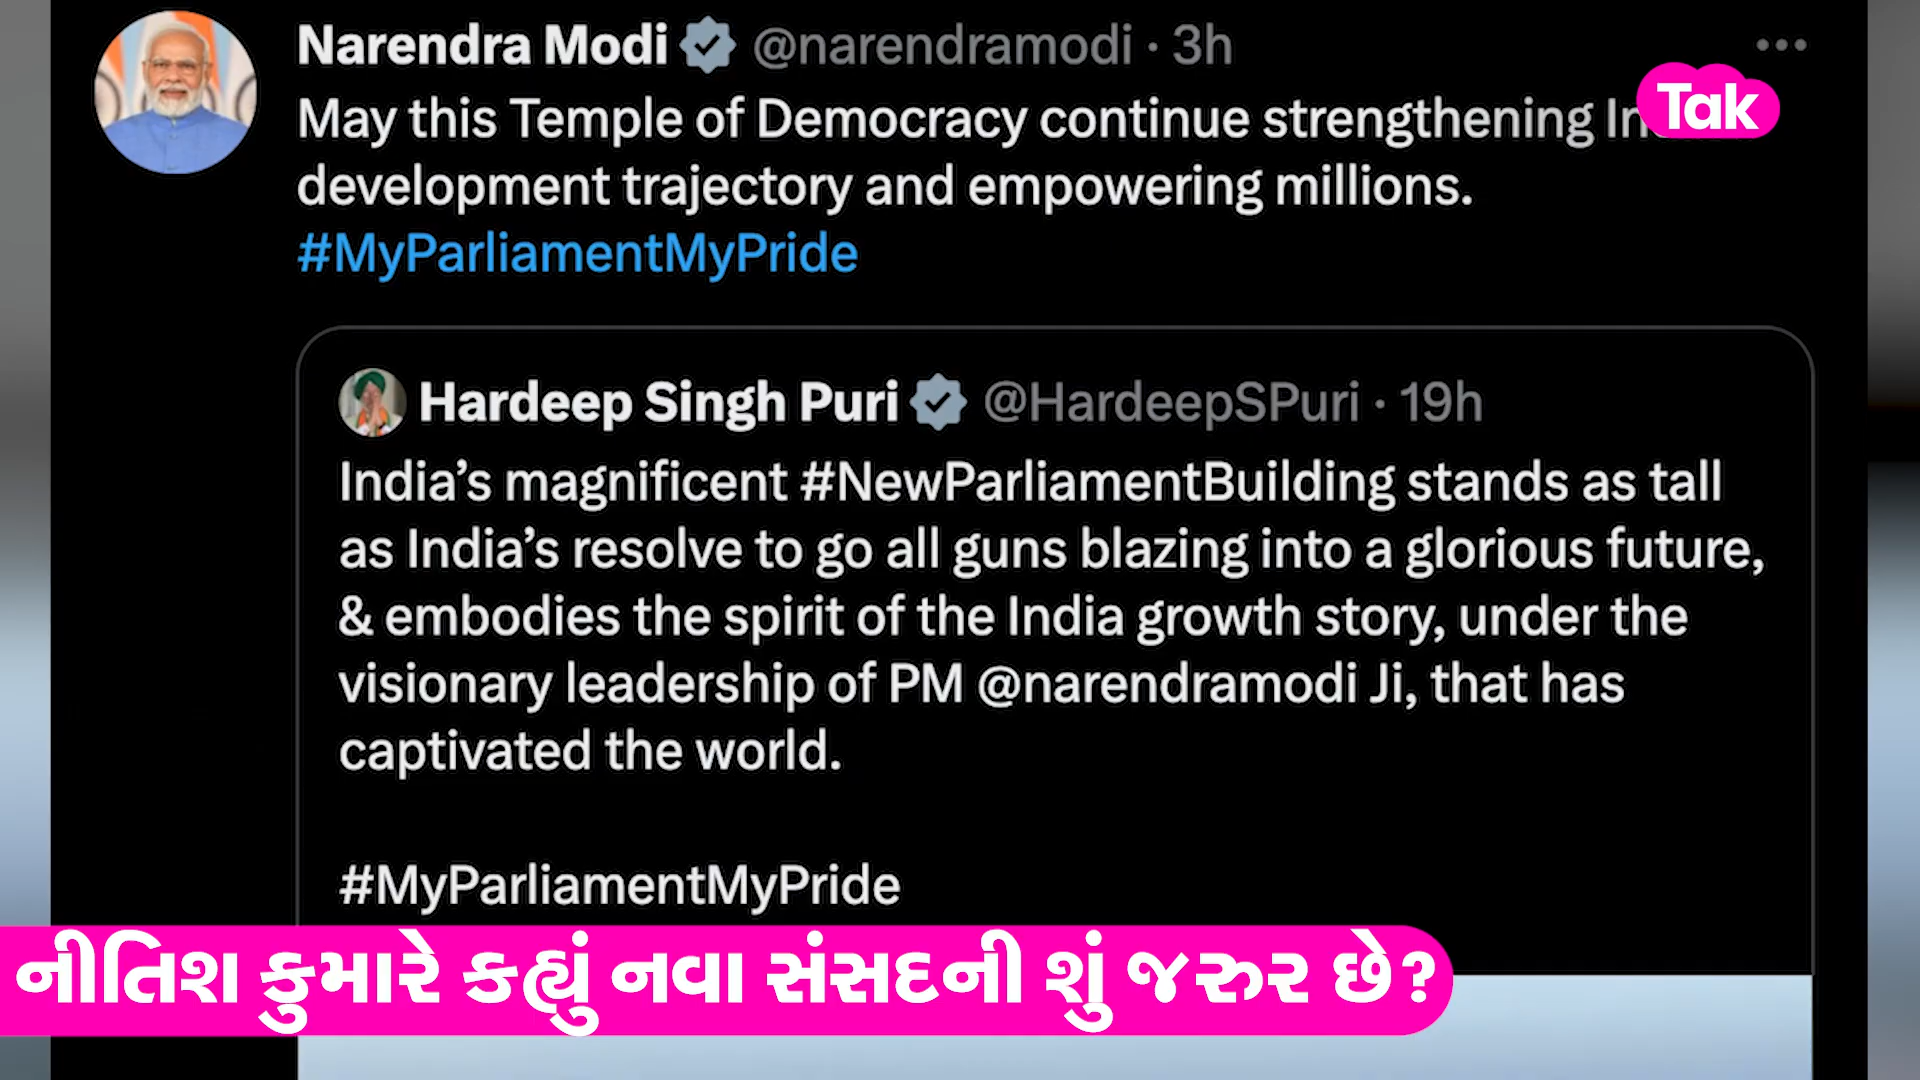 Narendra Modi @narendramodi · 3h
Tak
May this Temple of Democracy continue strengthening
development trajectory and empowering millions.
#MyParliamentMyPride
Hardeep Singh Puri @HardeepSPuri · 19h
India’s magnificent #NewParliamentBuilding stands as tall
as India’s resolve to go all guns blazing into a glorious future,
& embodies the spirit of the India growth story, under the
visionary leadership of PM @narendramodi Ji, that has
captivated the world.
#MyParliamentMyPride
નીતિશ કુમારે કહ્યું નવા સંસદની શું જરુર છે?